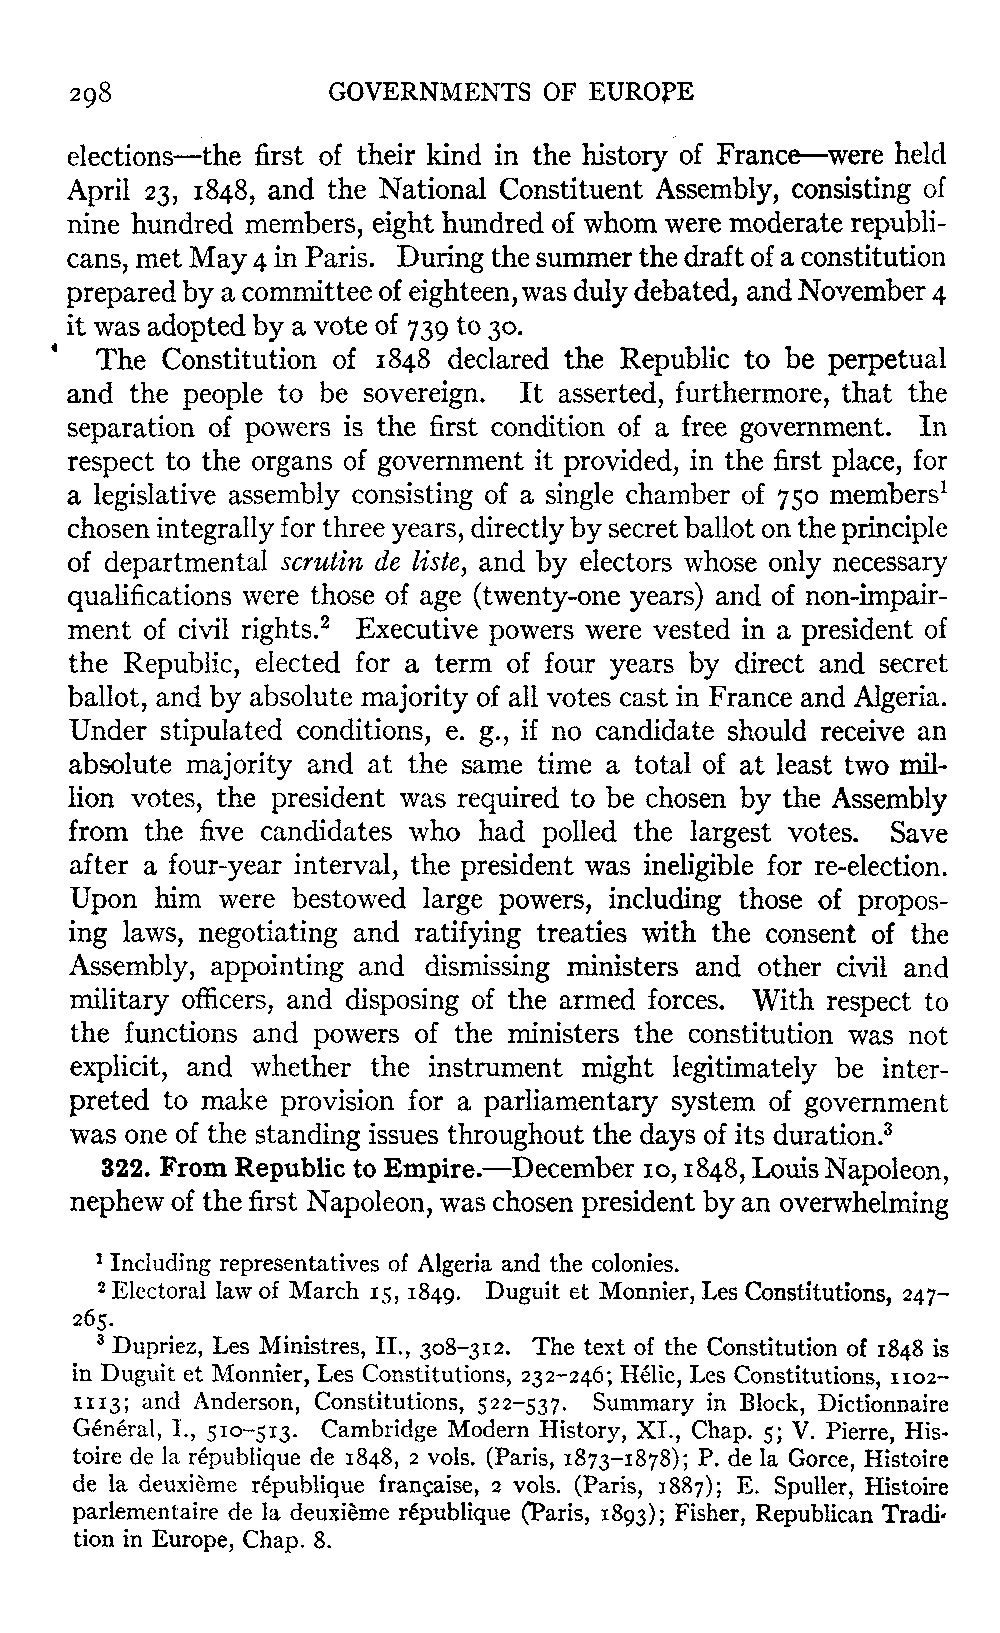 298 GOVERNMENTS OF EUROPE
elections—the first of their kind in the history of France—were held
April 23, 1848, and the National Constituent Assembly, consisting of
nine hundred members, eight hundred of whom were moderate republi-
cans, met May 4 in Paris. During the summer the draft of a constitution
prepared by a committee of eighteen, was duly debated, and November 4
it was adopted by a vote of 739 to 30.
The Constitution of 1848 declared the Republic to be perpetual
and the people to be sovereign. It asserted, furthermore, that the
separation of powers is the first condition of a free government. In
respect to the organs of government it provided, in the first place, for
a legislative assembly consisting of a single chamber of 750 members¹
chosen integrally for three years, directly by secret ballot on the principle
of departmental scrutin de liste, and by electors whose only necessary
qualifications were those of age (twenty-one years) and of non-impair-
ment of civil rights.² Executive powers were vested in a president of
the Republic, elected for a term of four years by direct and secret
ballot, and by absolute majority of all votes cast in France and Algeria.
Under stipulated conditions, e. g., if no candidate should receive an
absolute majority and at the same time a total of at least two mil-
lion votes, the president was required to be chosen by the Assembly
from the five candidates who had polled the largest votes. Save
after a four-year interval, the president was ineligible for re-election.
Upon him were bestowed large powers, including those of propos-
ing laws, negotiating and ratifying treaties with the consent of the
Assembly, appointing and dismissing ministers and other civil and
military officers, and disposing of the armed forces. With respect to
the functions and powers of the ministers the constitution was not
explicit, and whether the instrument might legitimately be inter-
preted to make provision for a parliamentary system of government
was one of the standing issues throughout the days of its duration.³
322. From Republic to Empire.—December 10, 1848, Louis Napoleon,
nephew of the first Napoleon, was chosen president by an overwhelming
¹ Including representatives of Algeria and the colonies.
² Electoral law of March 15, 1849. Duguit et Monnier, Les Constitutions, 247–
265.
³ Dupriez, Les Ministres, II., 308–312. The text of the Constitution of 1848 is
in Duguit et Monnier, Les Constitutions, 232–246; Hélie, Les Constitutions, 1102–
1113; and Anderson, Constitutions, 522–537. Summary in Block, Dictionnaire
Général, I., 510–513. Cambridge Modern History, XI., Chap. 5; V. Pierre, His-
toire de la république de 1848, 2 vols. (Paris, 1873–1878); P. de la Gorce, Histoire
de la deuxième république française, 2 vols. (Paris, 1887); E. Spuller, Histoire
parlementaire de la deuxième république (Paris, 1893); Fisher, Republican Tradi-
tion in Europe, Chap. 8.